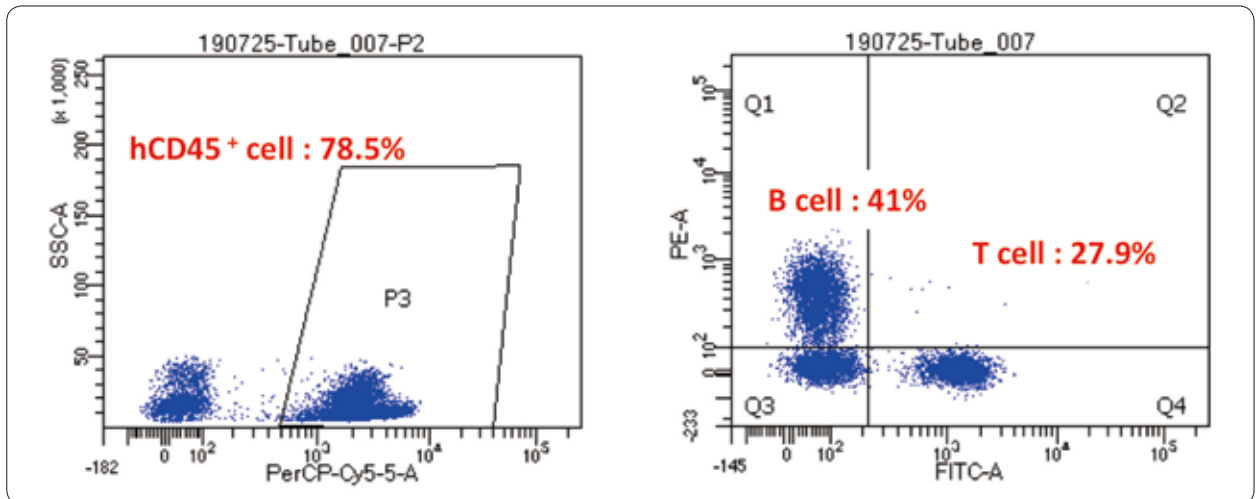 190725-Tube_007-P2
(x 1,000)
250
200
150
100
50
SSC-A
hCD45 + cell : 78.5%
P3
-182
0
10²
10³
10⁴
10⁵
PerCP-Cy5-5-A
190725-Tube_007
Q1
Q2
10⁵
10⁴
10³
10²
0
-233
PE-A
B cell : 41%
T cell : 27.9%
Q3
Q4
-145
0
10²
10³
10⁴
10⁵
FITC-A